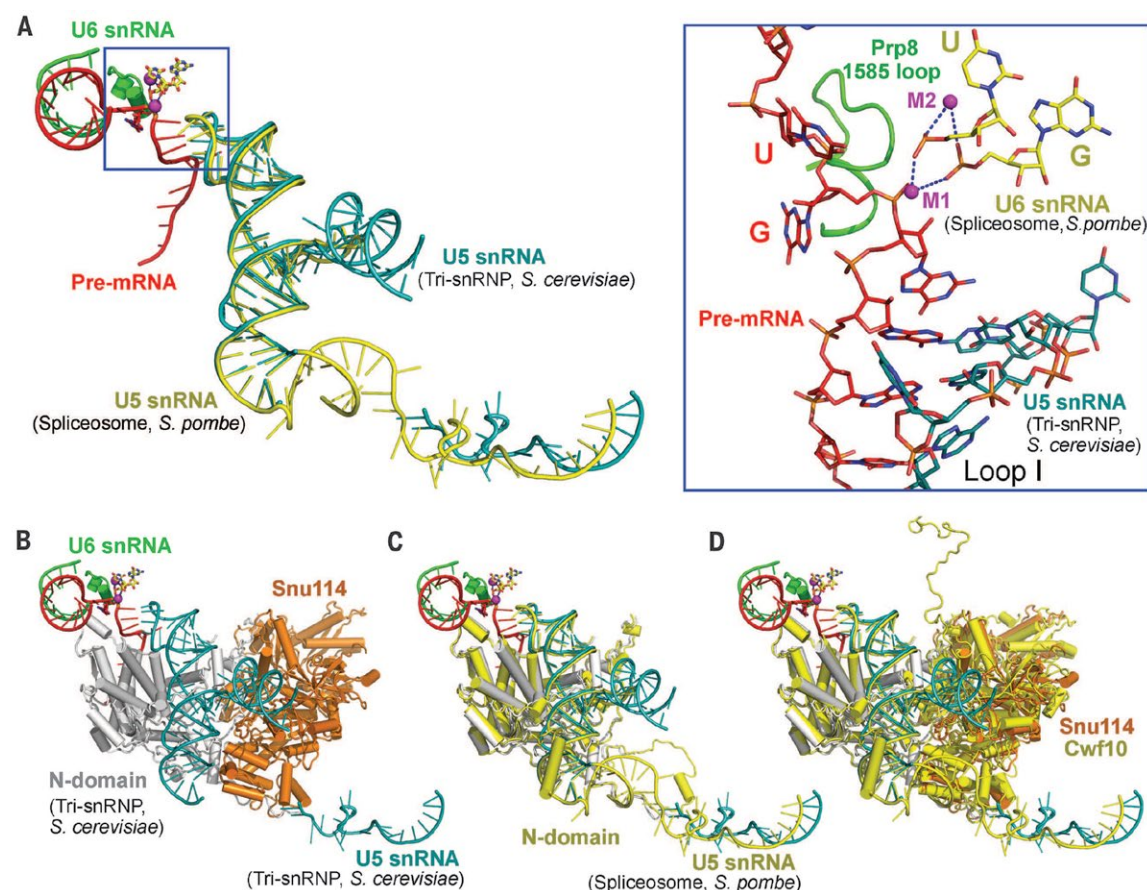 A
U6 snRNA
Pre-mRNA
U5 snRNA
(Tri-snRNP, S. cerevisiae)
U5 snRNA
(Spliceosome, S. pombe)
Prp8
1585 loop
U
M2
G
U
M1
G
U6 snRNA
(Spliceosome, S.pombe)
Pre-mRNA
U5 snRNA
(Tri-snRNP,
S. cerevisiae)
Loop I
B
U6 snRNA
Snu114
N-domain
(Tri-snRNP,
S. cerevisiae)
U5 snRNA
(Tri-snRNP, S. cerevisiae)
C
N-domain
U5 snRNA
(Spliceosome, S. pombe)
D
Snu114
Cwf10